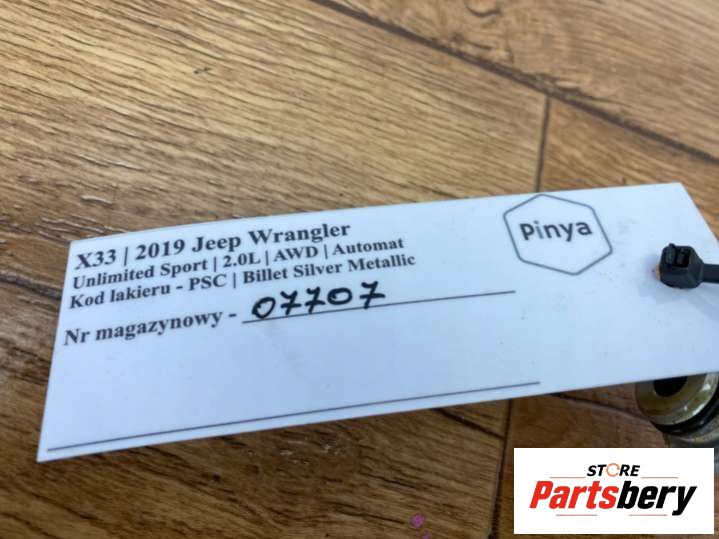 X33 | 2019 Jeep Wrangler
Unlimited Sport | 2.0L | AWD | Automat
Kod lakieru - PSC | Billet Silver Metallic
Nr magazynowy - 07707
Pinya
STORE
Partsbery